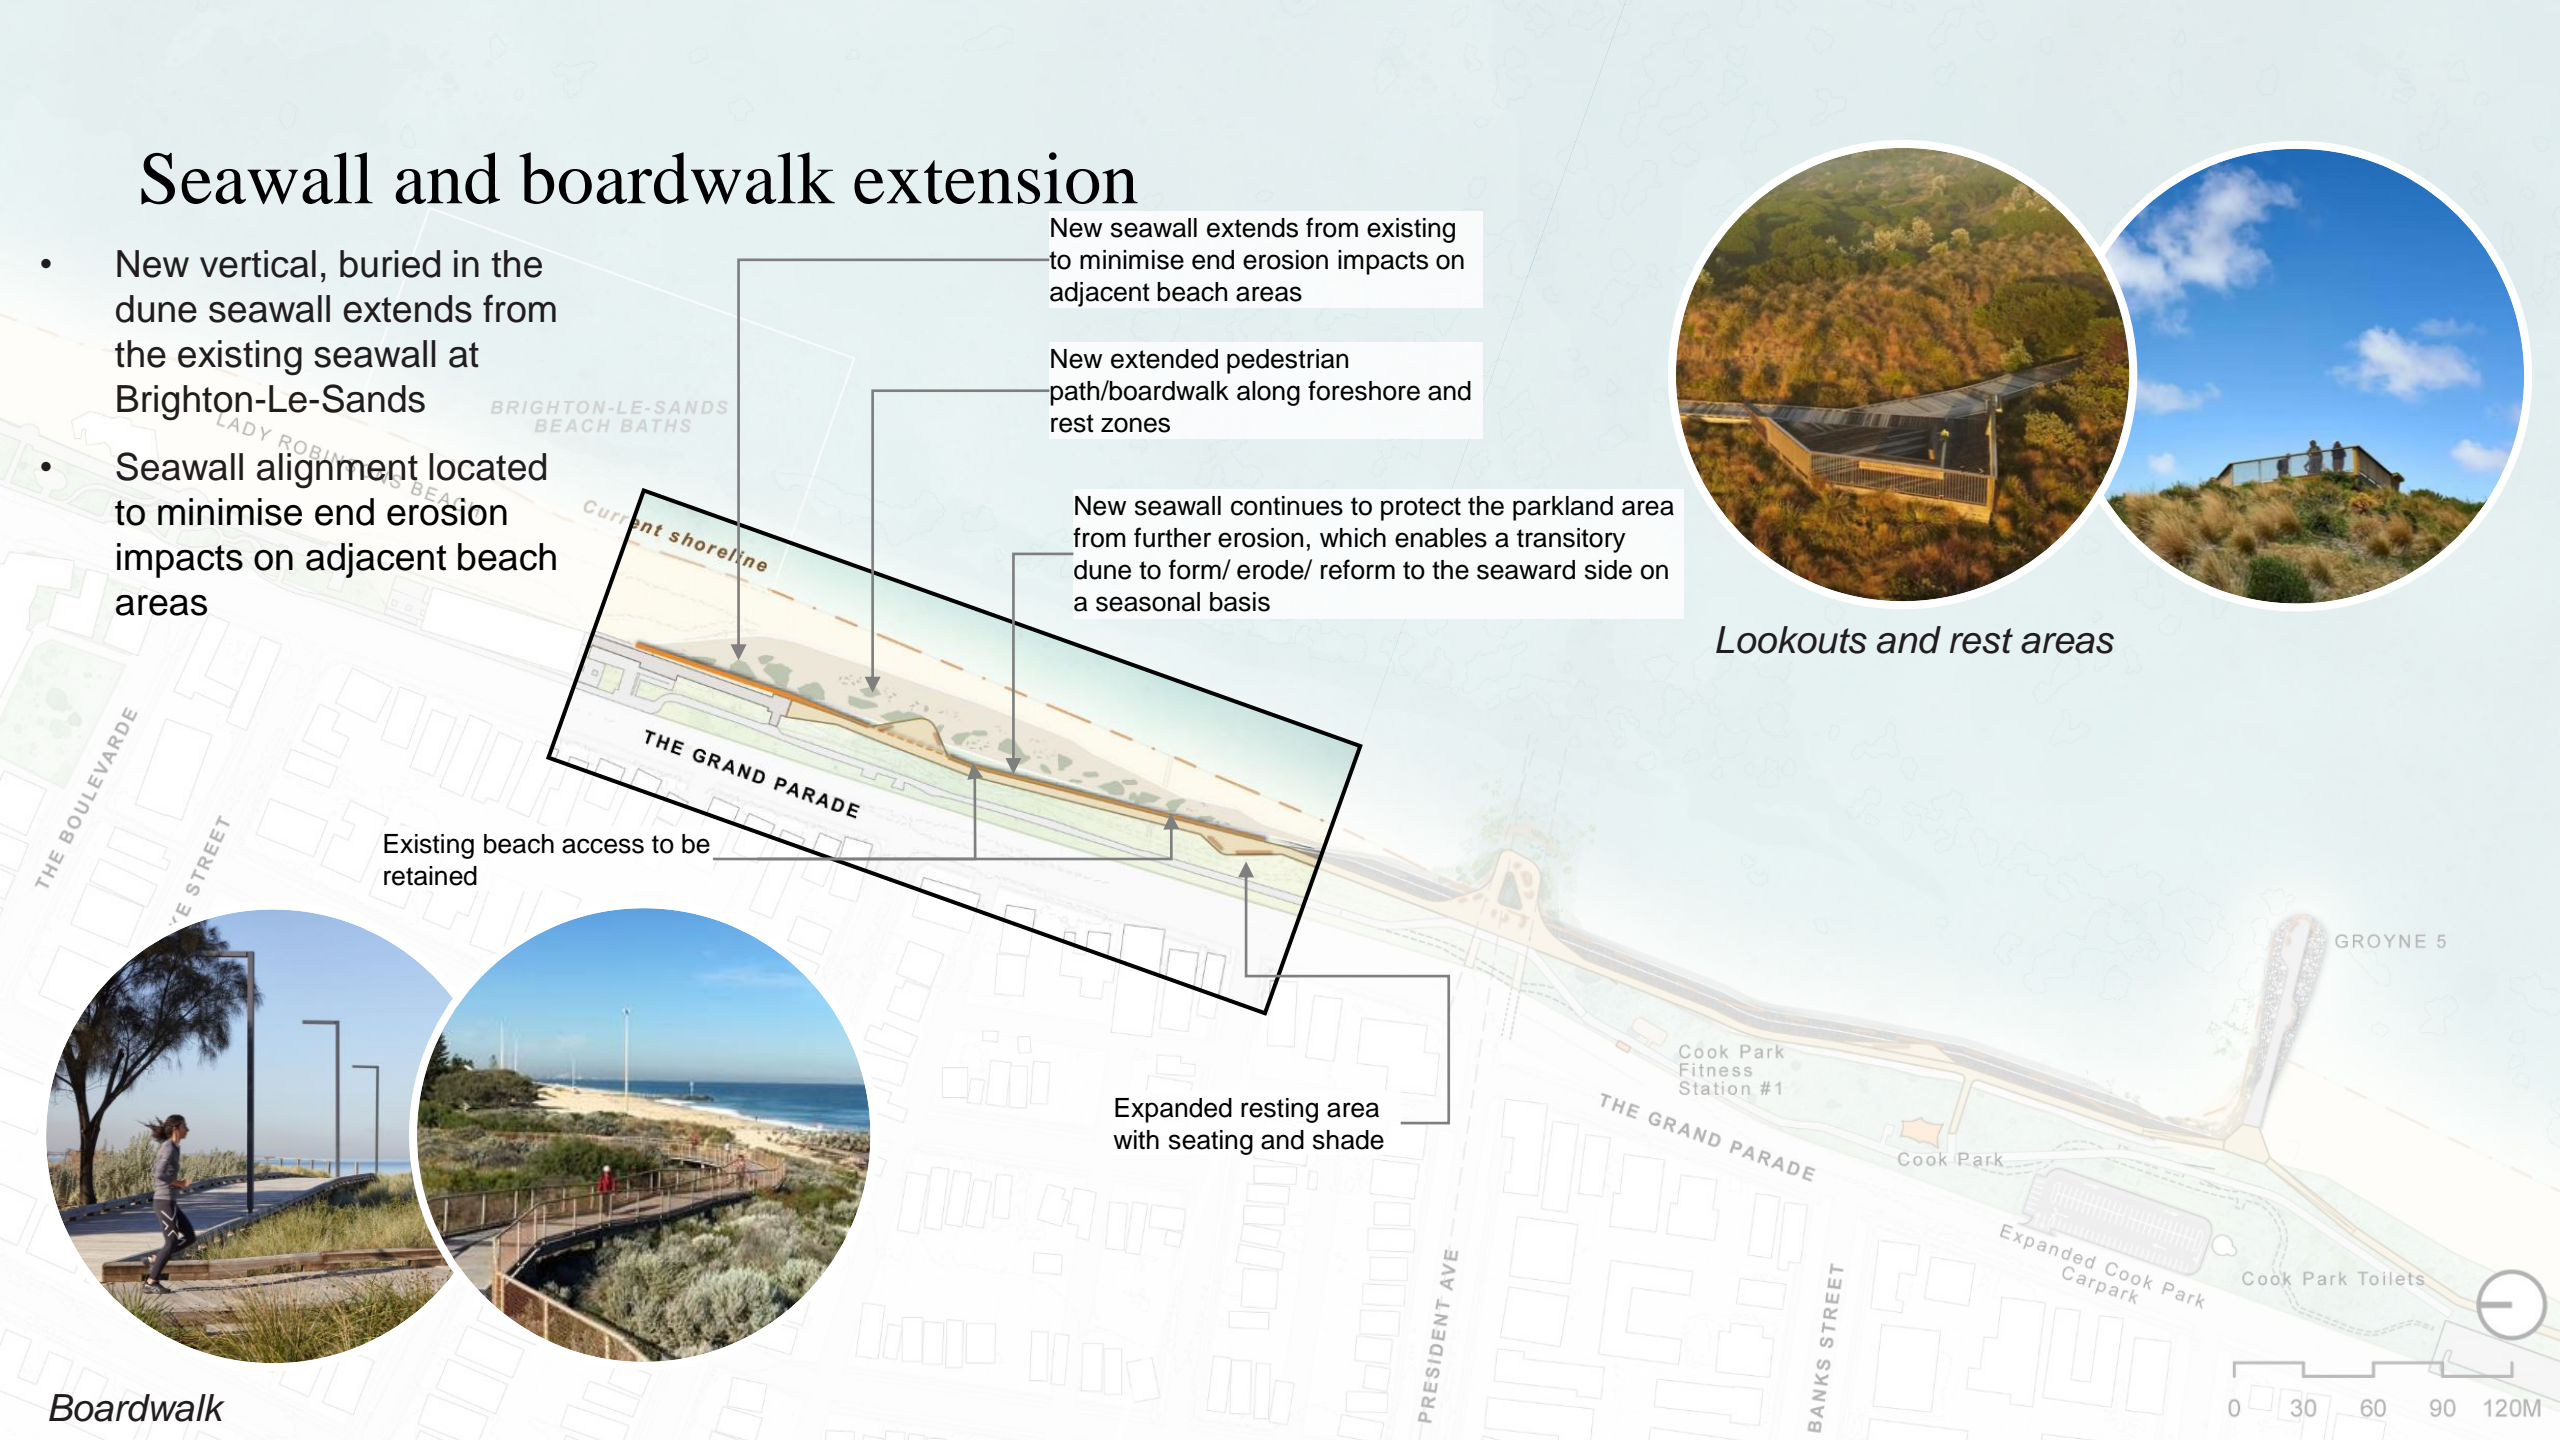 Seawall and boardwalk extension
• New vertical, buried in the
dune seawall extends from
the existing seawall at
Brighton-Le-Sands
• Seawall alignment located
to minimise end erosion
impacts on adjacent beach
areas
New seawall extends from existing
to minimise end erosion impacts on
adjacent beach areas
New extended pedestrian
path/boardwalk along foreshore and
rest zones
New seawall continues to protect the parkland area
from further erosion, which enables a transitory
dune to form/ erode/ reform to the seaward side on
a seasonal basis
Lookouts and rest areas
BRIGHTON-LE-SANDS
BEACH BATHS
LADY ROBINSONS BEACH
Current shoreline
THE GRAND PARADE
THE BOULEVARDE
STREET
Existing beach access to be
retained
Expanded resting area
with seating and shade
GROYNE 5
Cook Park
Fitness
Station #1
THE GRAND PARADE
Cook Park
Expanded Cook Park
Carpark
Cook Park Toilets
PRESIDENT AVE
BANKS STREET
0 30 60 90 120M
Boardwalk